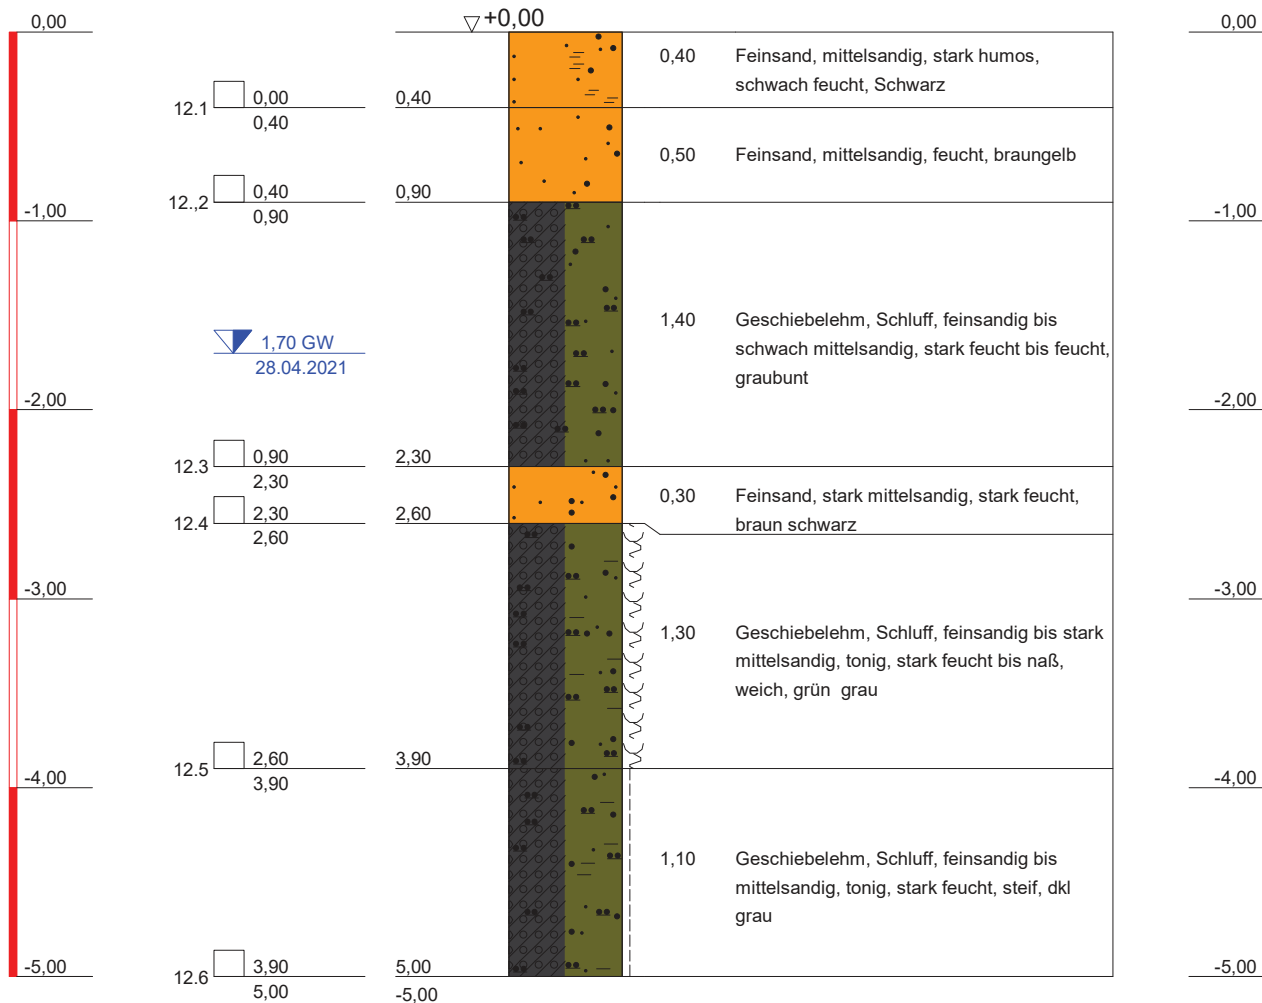 0,00
+0,00
0,00
0,40 Feinsand, mittelsandig, stark humos,
schwach feucht, Schwarz
12.1 0,00 0,40
0,40
0,50 Feinsand, mittelsandig, feucht, braungelb
12.,2 0,40 0,90
0,90
-1,00 -1,00
1,40 Geschiebelehm, Schluff, feinsandig bis
schwach mittelsandig, stark feucht bis feucht,
graubunt
1,70 GW
28.04.2021
-2,00 -2,00
12.3 0,90 2,30
2,30
0,30 Feinsand, stark mittelsandig, stark feucht,
braun schwarz
12.4 2,30 2,60
2,60
-3,00 -3,00
1,30 Geschiebelehm, Schluff, feinsandig bis stark
mittelsandig, tonig, stark feucht bis naß,
weich, grün  grau
12.5 2,60 3,90
3,90
-4,00 -4,00
1,10 Geschiebelehm, Schluff, feinsandig bis
mittelsandig, tonig, stark feucht, steif, dkl
grau
-5,00 -5,00
12.6 3,90 5,00
5,00 -5,00